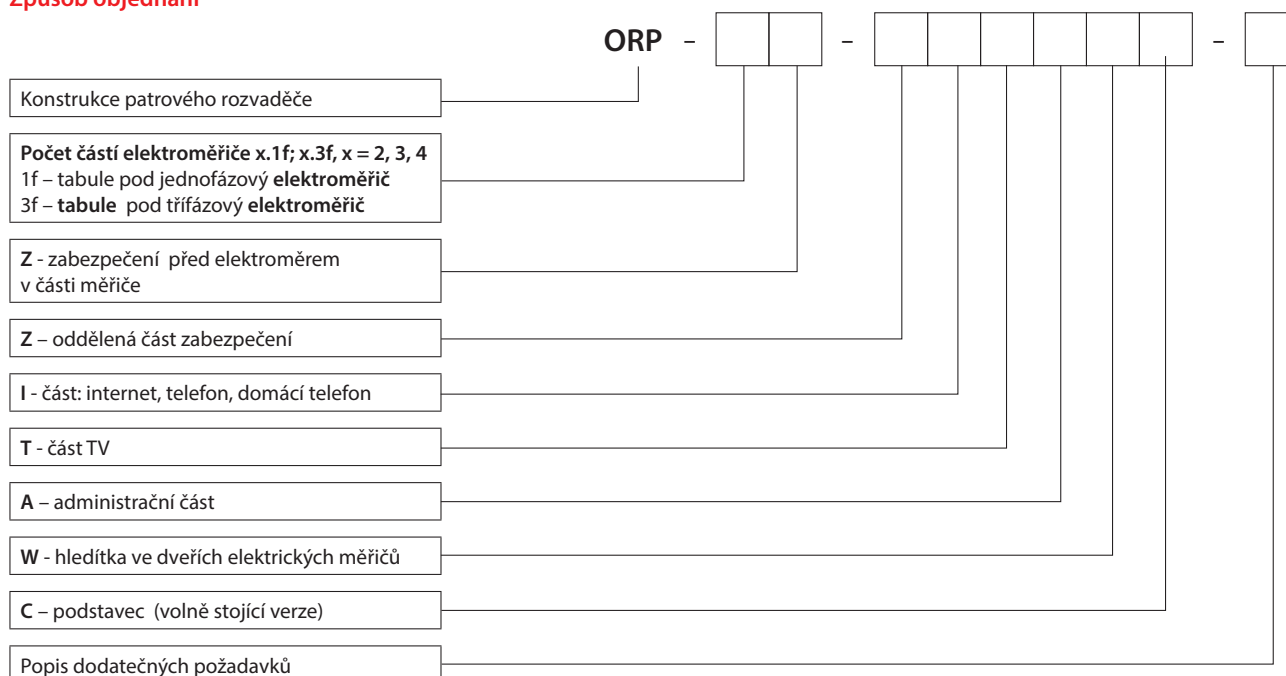 Způsob objednání
ORP – – –
Konstrukce patrového rozvaděče
Počet částí elektroměřiče x.1f; x.3f, x = 2, 3, 4
1f – tabule pod jednofázový elektroměřič
3f – tabule pod třífázový elektroměřič
Z - zabezpečení před elektroměrem
v části měřiče
Z – oddělená část zabezpečení
I - část: internet, telefon, domácí telefon
T - část TV
A – administrační část
W - hledítka ve dveřích elektrických měřičů
C – podstavec (volně stojící verze)
Popis dodatečných požadavků